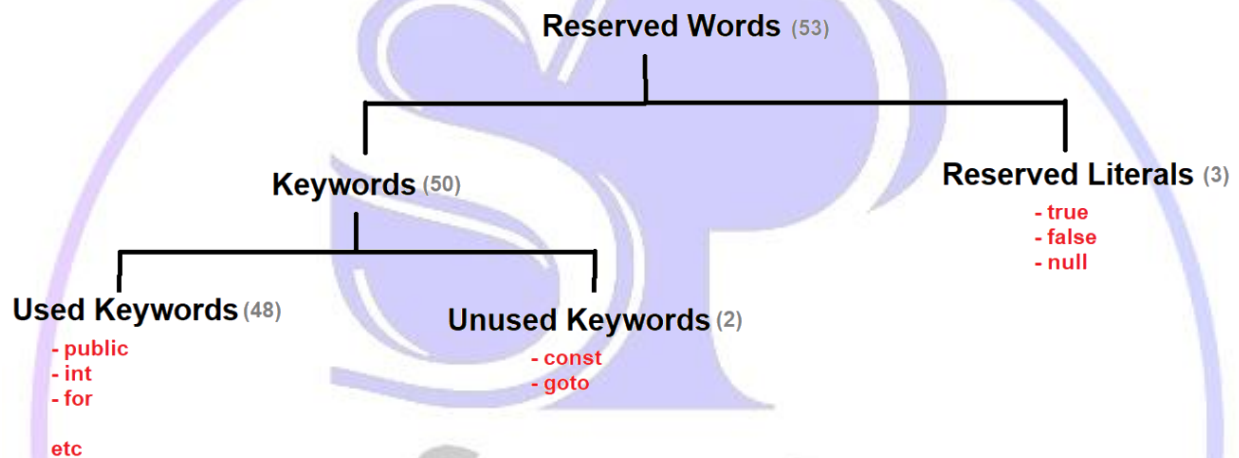 Reserved Words (53)
Keywords (50)
Reserved Literals (3)
- true
- false
- null
Used Keywords (48)
- public
- int
- for
etc
Unused Keywords (2)
- const
- goto